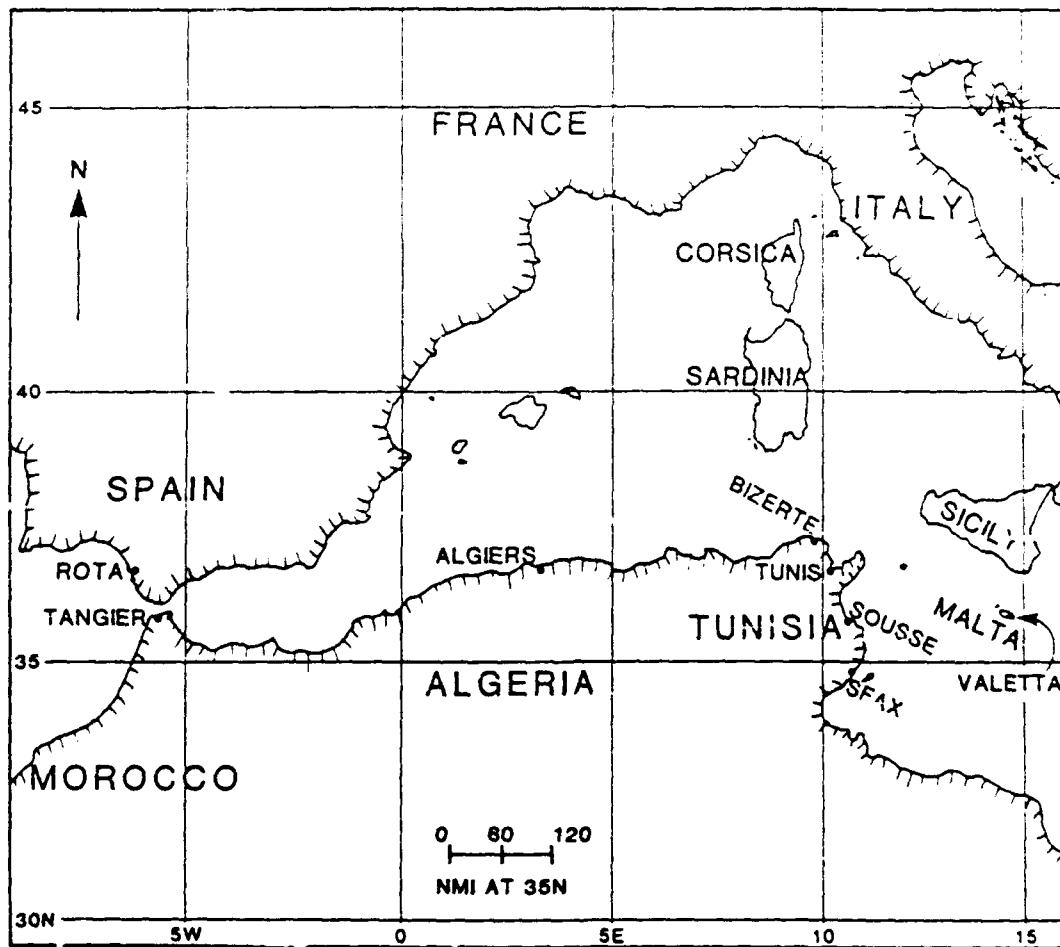 45
FRANCE
N
ITALY
CORSICA
SARDINIA
40
SPAIN
BIZERTE
SICILY
ROTA
ALGIERS
TUNIS
TANGIER
TUNISIA
SOUSSE
MALTA
35
ALGERIA
SFAX
VALETTA
MOROCCO
0 60 120
NMI AT 35N
30N
5W 0 5E 10 15